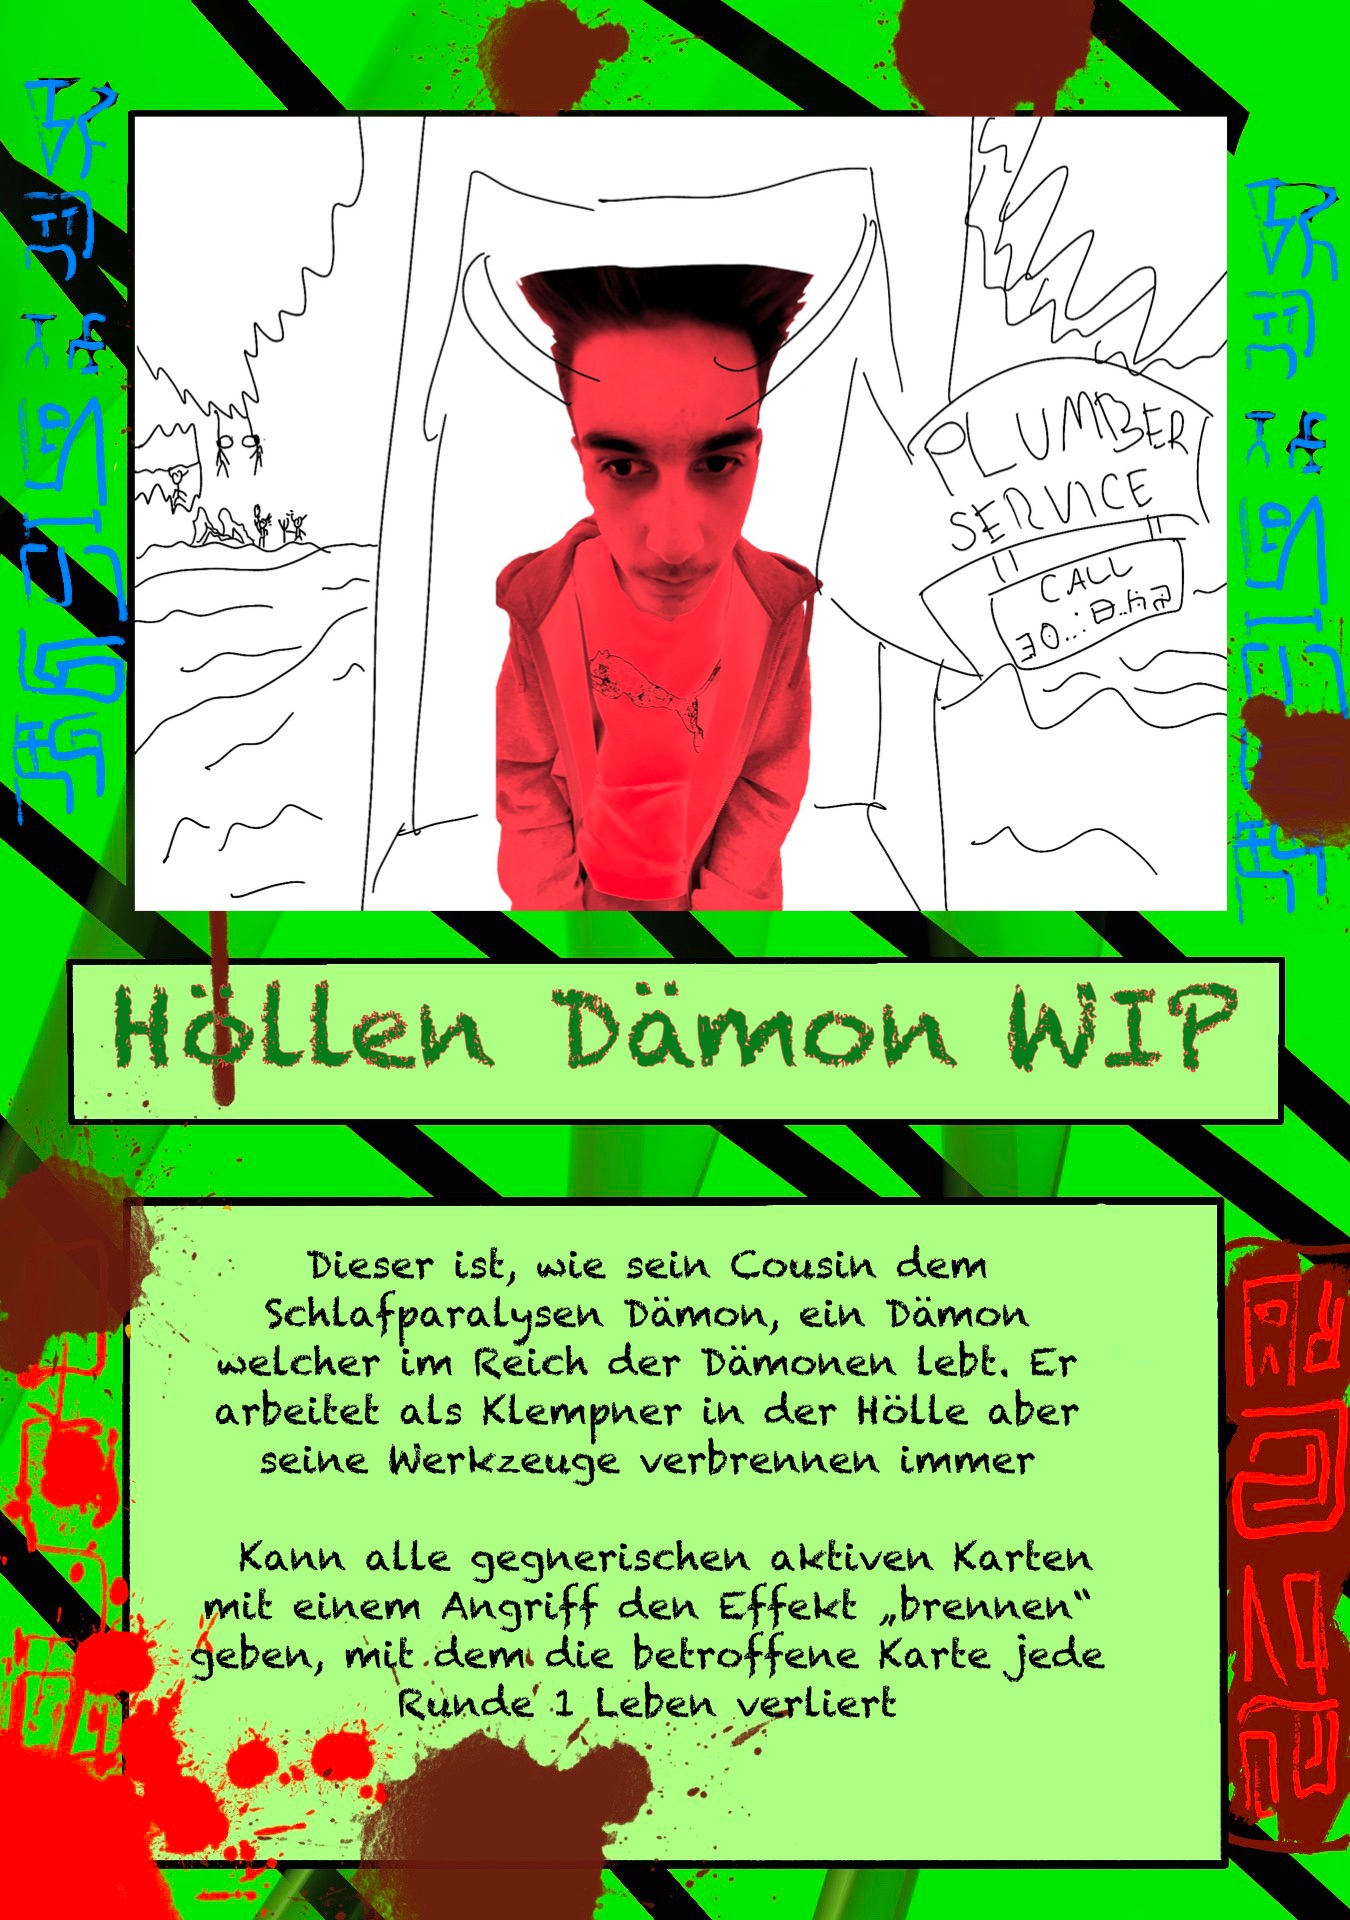 PLUMBER
SERVICE
CALL
Höllen Dämon WIP
Dieser ist, wie sein Cousin dem
Schlafparalysen Dämon, ein Dämon
welcher im Reich der Dämonen lebt. Er
arbeitet als Klempner in der Hölle aber
seine Werkzeuge verbrennen immer
Kann alle gegnerischen aktiven Karten
mit einem Angriff den Effekt „brennen“
geben, mit dem die betroffene Karte jede
Runde 1 Leben verliert